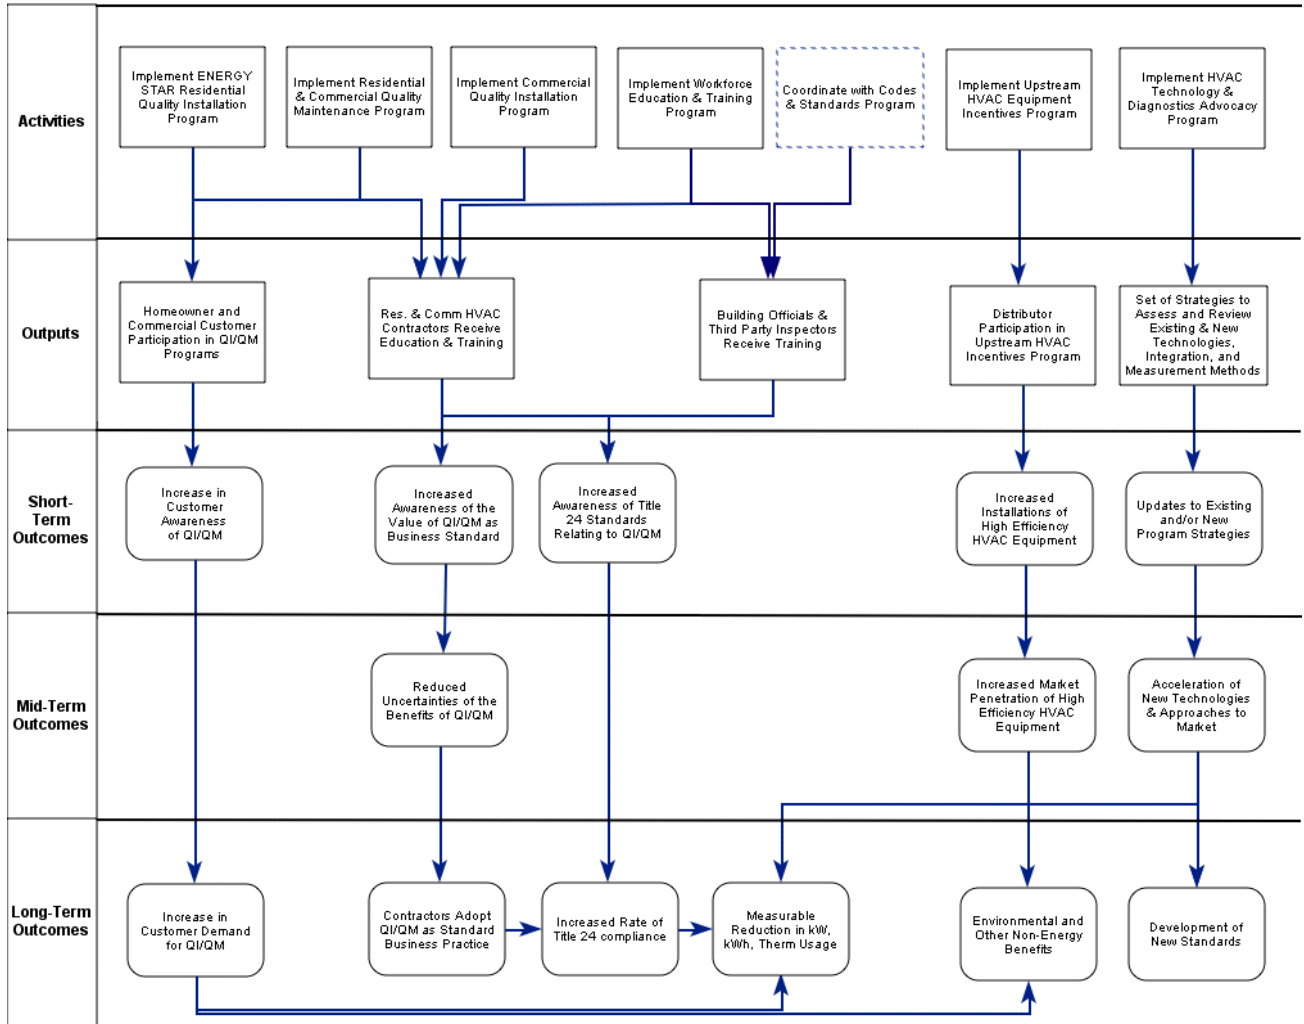 Activities
Implement ENERGY
STAR Residential
Quality Installation
Program
Implement Residential
& Commercial Quality
Maintenance Program
Implement Commercial
Quality Installation
Program
Implement Workforce
Education & Training
Program
Coordinate with Codes
& Standards Program
Implement Upstream
HVAC Equipment
Incentives Program
Implement HVAC
Technology &
Diagnostics Advocacy
Program
Outputs
Homeowner and
Commercial Customer
Participation in QI/QM
Programs
Res. & Comm HVAC
Contractors Receive
Education & Training
Building Officials &
Third Party Inspectors
Receive Training
Distributor
Participation in
Upstream HVAC
Incentives Program
Set of Strategies to
Assess and Review
Existing & New
Technologies,
Integration, and
Measurement Methods
Short-
Term
Outcomes
Increase in
Customer
Awareness
of QI/QM
Increased
Awareness of the
Value of QI/QM as
Business Standard
Increased
Awareness of Title
24 Standards
Relating to QI/QM
Increased
Installations of
High Efficiency
HVAC Equipment
Updates to Existing
and/or New
Program Strategies
Mid-Term
Outcomes
Reduced
Uncertainties of the
Benefits of QI/QM
Increased Market
Penetration of High
Efficiency HVAC
Equipment
Acceleration of
New Technologies
& Approaches to
Market
Long-Term
Outcomes
Increase in
Customer Demand
for QI/QM
Contractors Adopt
QI/QM as Standard
Business Practice
Increased Rate of
Title 24 compliance
Measurable
Reduction in kW,
kWh, Therm Usage
Environmental and
Other Non-Energy
Benefits
Development of
New Standards